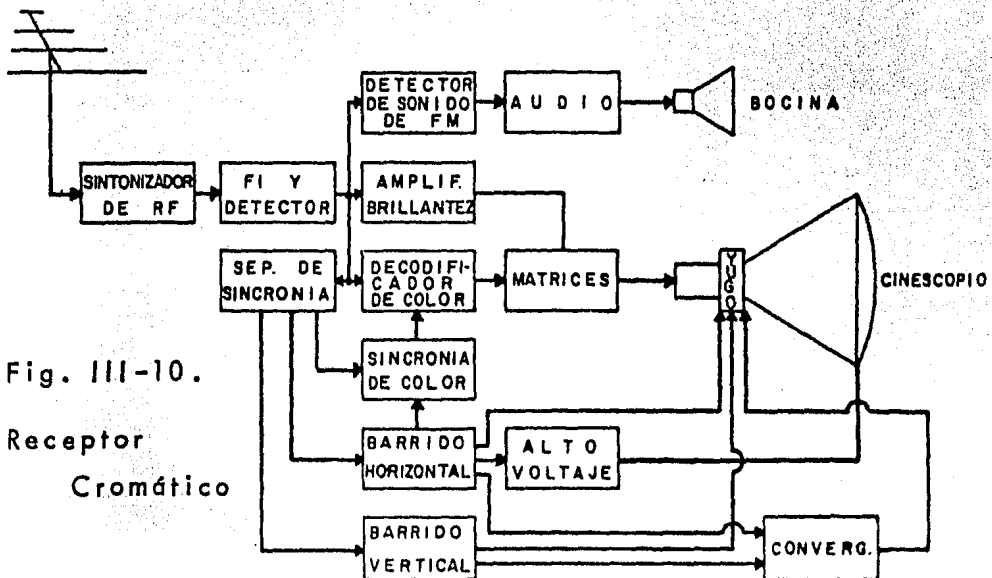 DETECTOR
DE SONIDO
DE FM
AUDIO
BOCINA
SINTONIZADOR
DE RF
FI Y
DETECTOR
AMPLIF.
BRILLANTEZ
SEP. DE
SINCRONIA
DECODIFI-
CADOR
DE COLOR
MATRICES
YUGO
CINESCOPIO
SINCRONIA
DE COLOR
Fig. III-10.
Receptor
Cromático
BARRIDO
HORIZONTAL
ALTO
VOLTAJE
BARRIDO
VERTICAL
CONVERG.